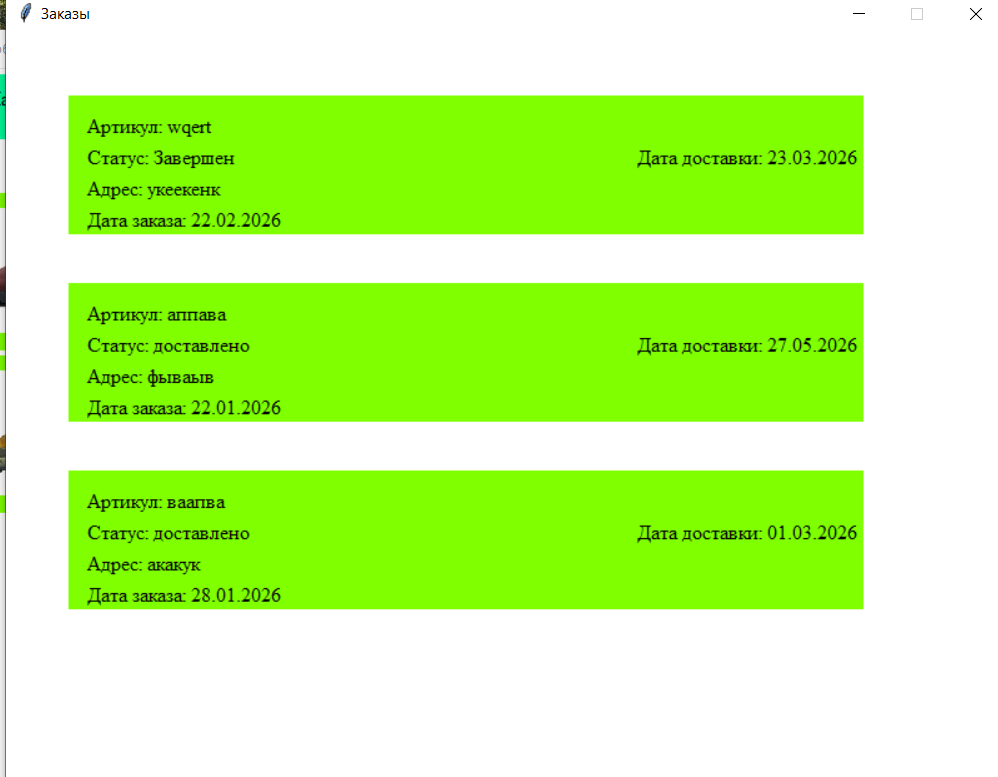 Заказы
Артикул: wqert
Статус: Завершен
Дата доставки: 23.03.2026
Адрес: укеекенк
Дата заказа: 22.02.2026
Артикул: аппава
Статус: доставлено
Дата доставки: 27.05.2026
Адрес: фываыв
Дата заказа: 22.01.2026
Артикул: ваапва
Статус: доставлено
Дата доставки: 01.03.2026
Адрес: акакук
Дата заказа: 28.01.2026